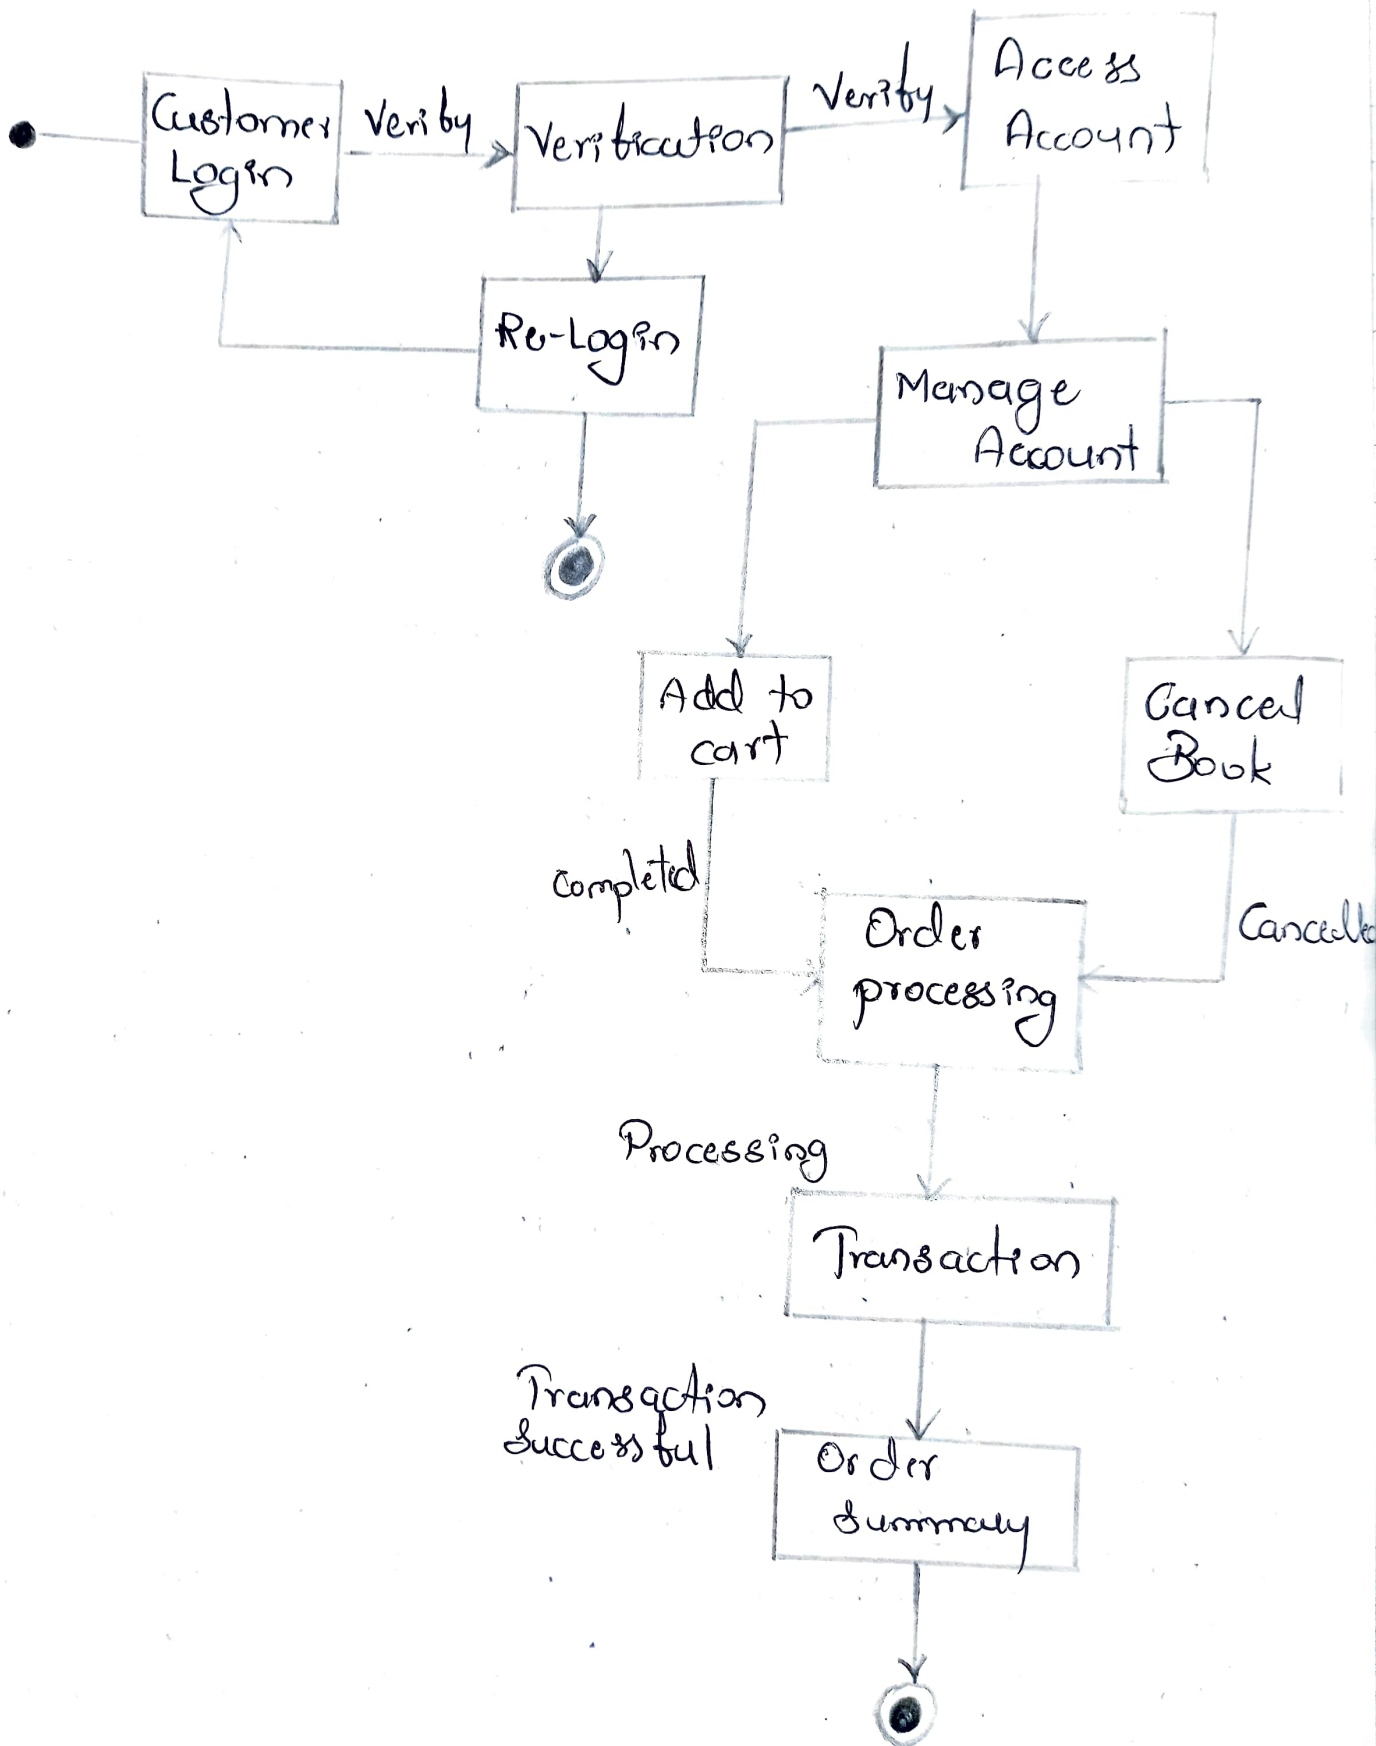 Customer
Login
Verify
Verification
Verify
Access
Account
Re-Login
Manage
Account
Add to
cart
Cancel
Book
Completed
Order
processing
Cancelled
Processing
Transaction
Transaction
Successful
Order
Summary